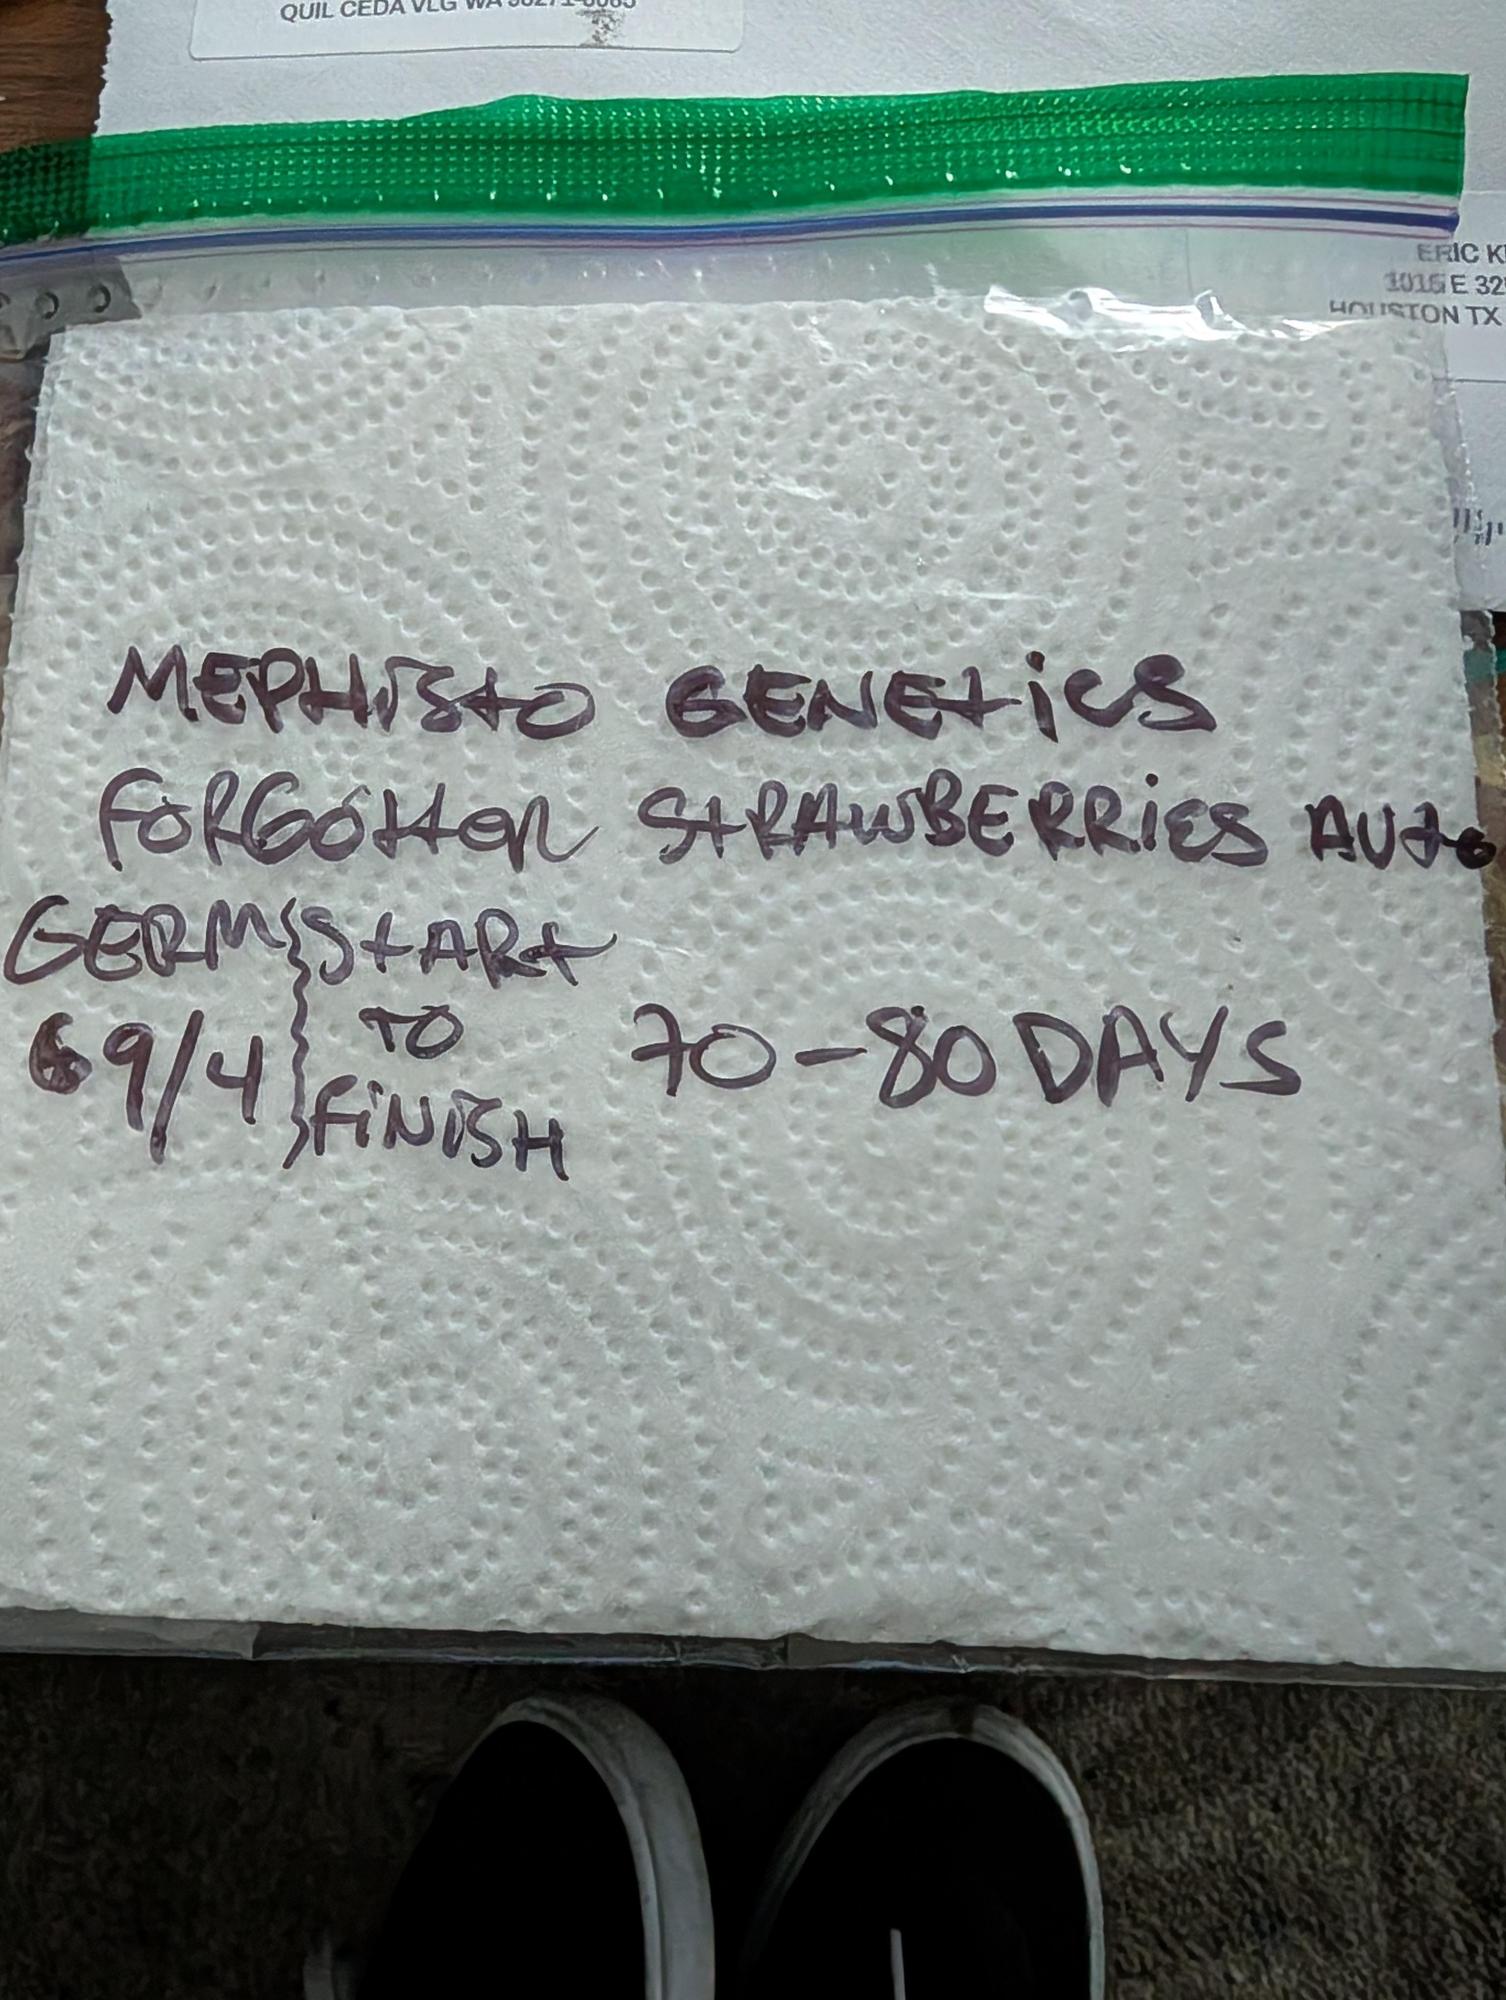 QUIL CEDA VLG WA
ERIC
1015 E
HOUSTON TX
MEPHISTO GENETICS
FORGOTTEN STRAWBERRIES AUTO
GERM START
9/4 TO 70-80 DAYS
FINISH